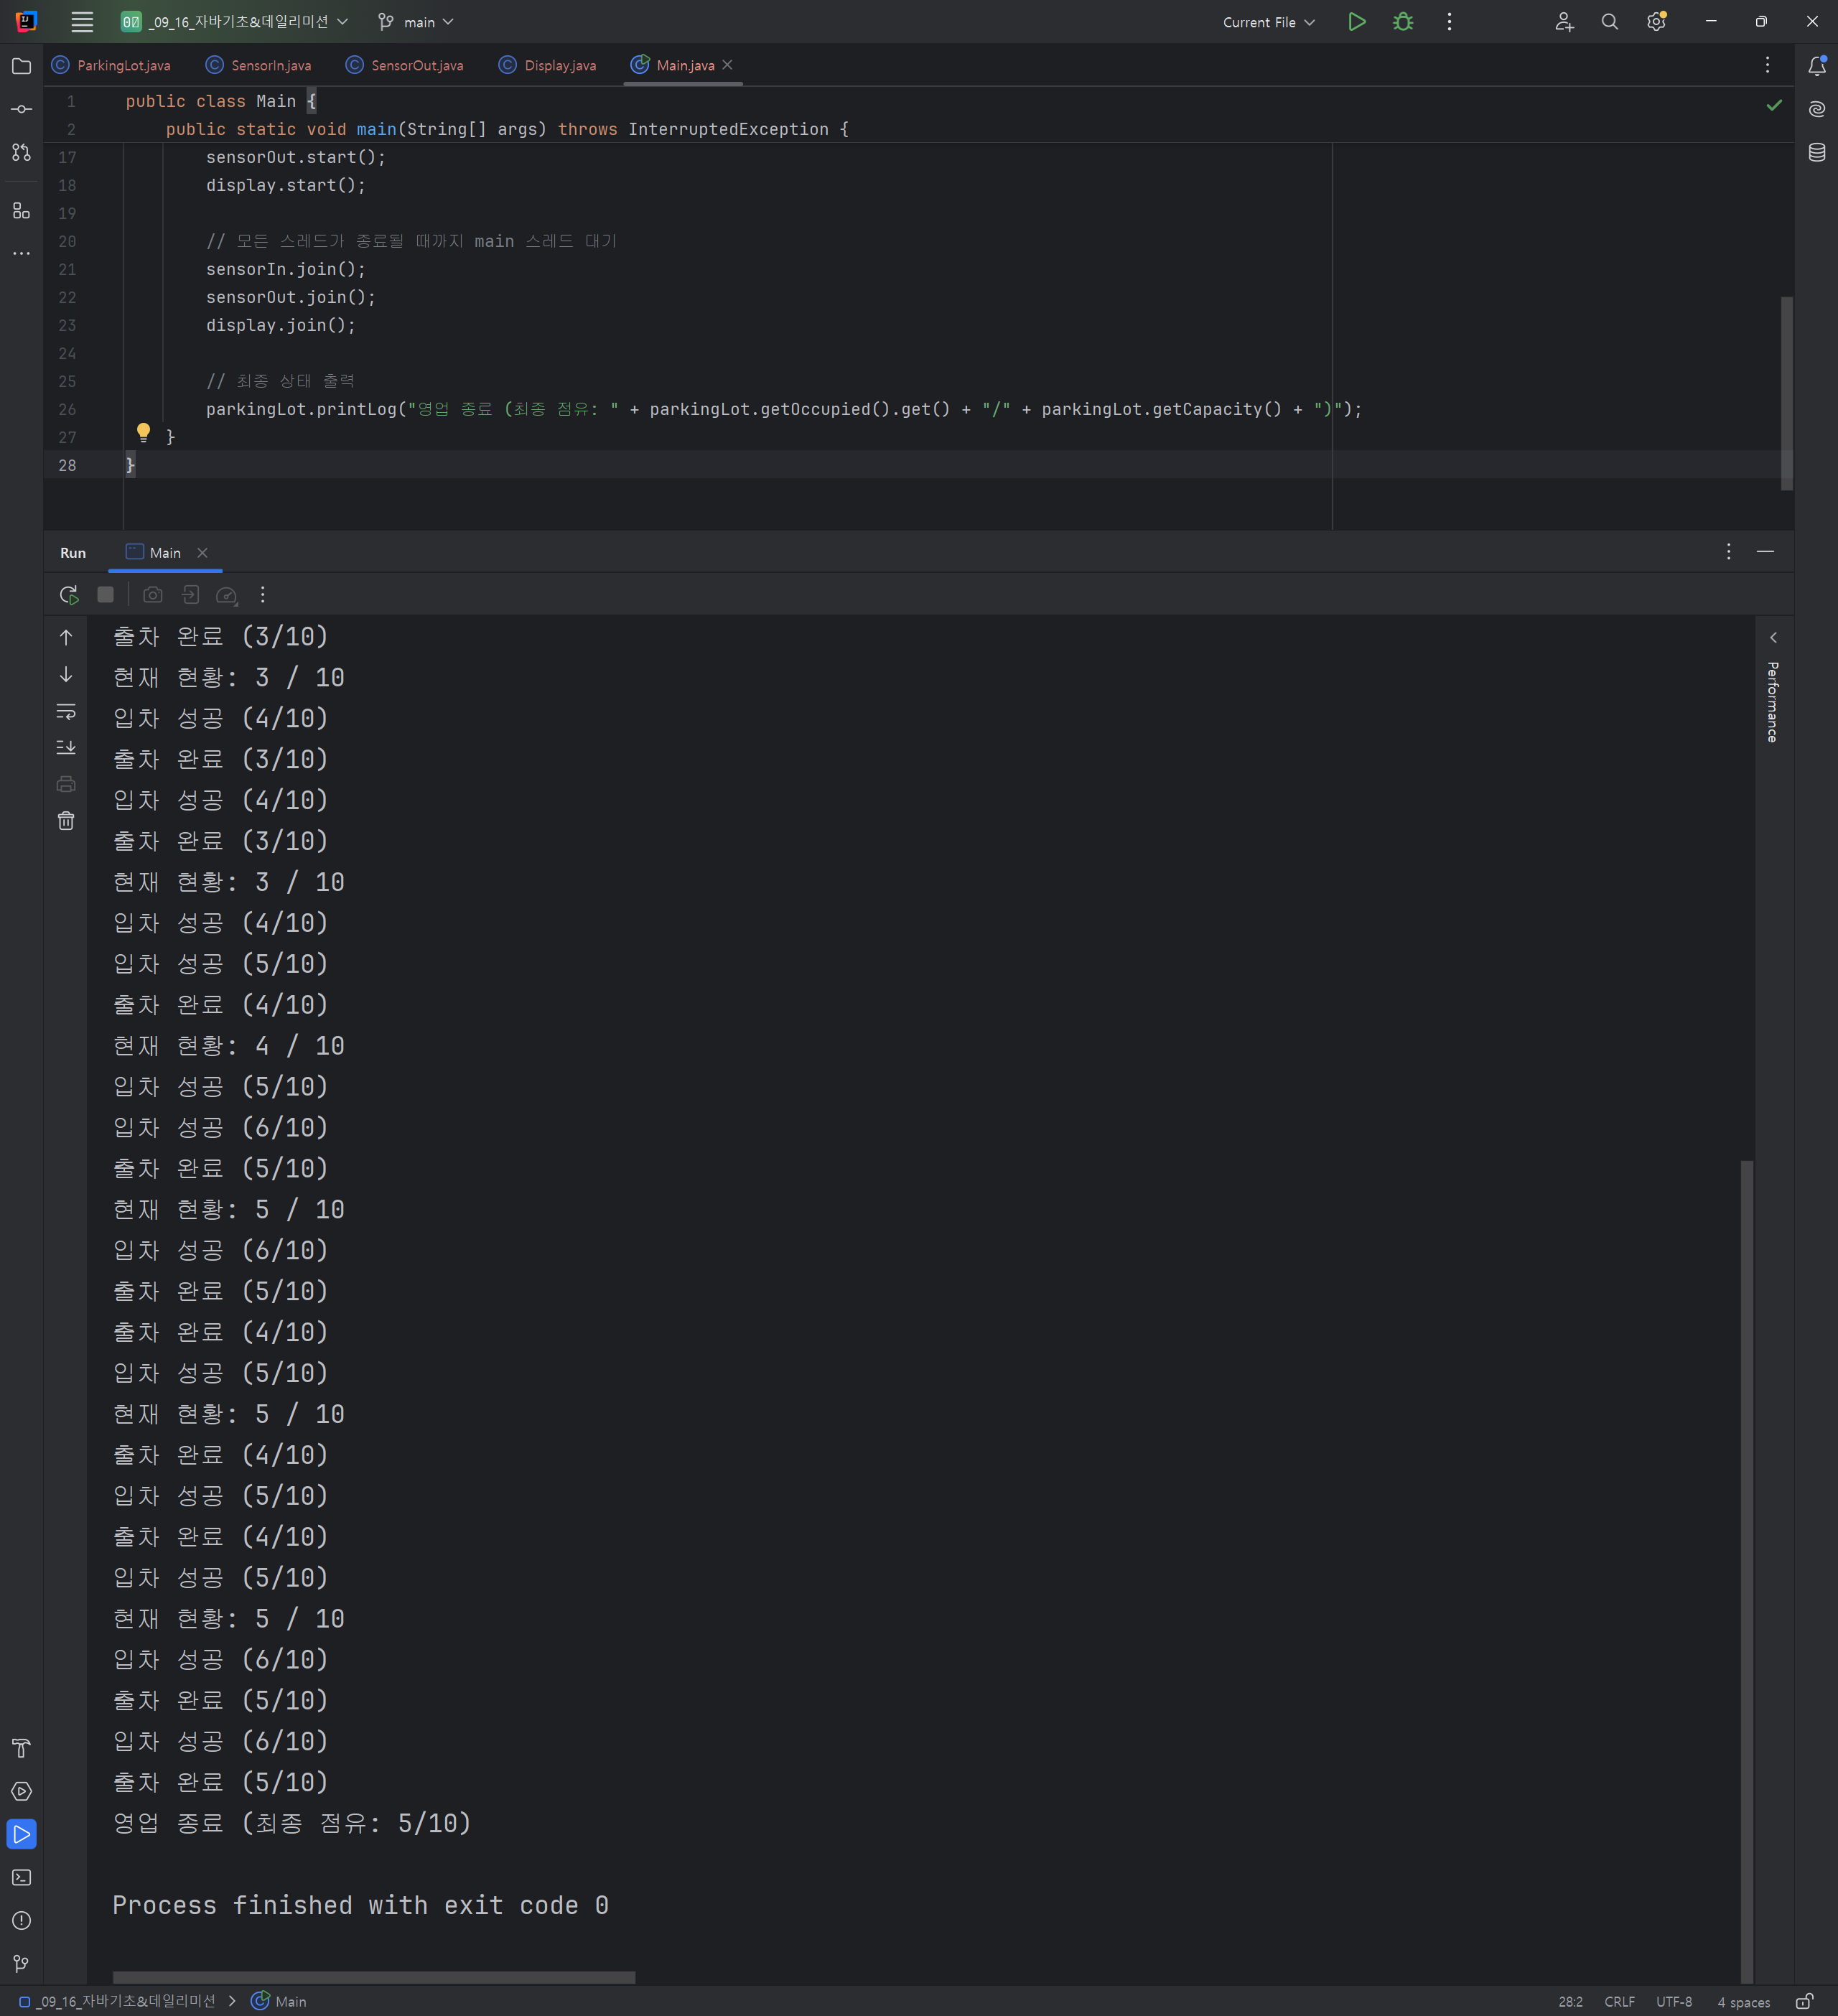 _09_16_자바기초&데일리미션 main Current File
ParkingLot.java SensorIn.java SensorOut.java Display.java Main.java
1 public class Main {
2 public static void main(String[] args) throws InterruptedException {
17 sensorOut.start();
18 display.start();
19
20 // 모든 스레드가 종료될 때까지 main 스레드 대기
21 sensorIn.join();
22 sensorOut.join();
23 display.join();
24
25 // 최종 상태 출력
26 parkingLot.printLog("영업 종료 (최종 점유: " + parkingLot.getOccupied().get() + "/" + parkingLot.getCapacity() + ")");
27 }
28 }
Run Main
출차 완료 (3/10)
현재 현황: 3 / 10
입차 성공 (4/10)
출차 완료 (3/10)
입차 성공 (4/10)
출차 완료 (3/10)
현재 현황: 3 / 10
입차 성공 (4/10)
입차 성공 (5/10)
출차 완료 (4/10)
현재 현황: 4 / 10
입차 성공 (5/10)
입차 성공 (6/10)
출차 완료 (5/10)
현재 현황: 5 / 10
입차 성공 (6/10)
출차 완료 (5/10)
출차 완료 (4/10)
입차 성공 (5/10)
현재 현황: 5 / 10
출차 완료 (4/10)
입차 성공 (5/10)
출차 완료 (4/10)
입차 성공 (5/10)
현재 현황: 5 / 10
입차 성공 (6/10)
출차 완료 (5/10)
입차 성공 (6/10)
출차 완료 (5/10)
영업 종료 (최종 점유: 5/10)
Process finished with exit code 0
Performance
_09_16_자바기초&데일리미션 Main 28:2 CRLF UTF-8 4 spaces